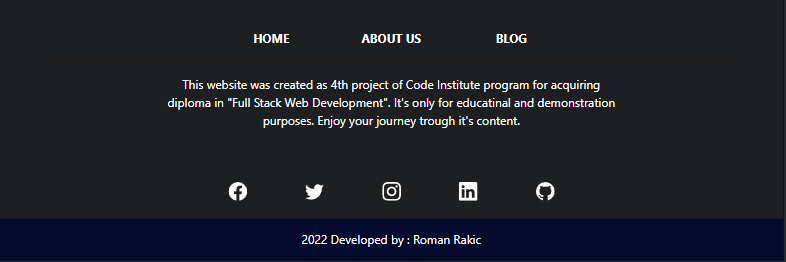 HOME ABOUT US BLOG
This website was created as 4th project of Code Institute program for acquiring
diploma in "Full Stack Web Development". It's only for educatinal and demonstration
purposes. Enjoy your journey trough it's content.
2022 Developed by : Roman Rakic